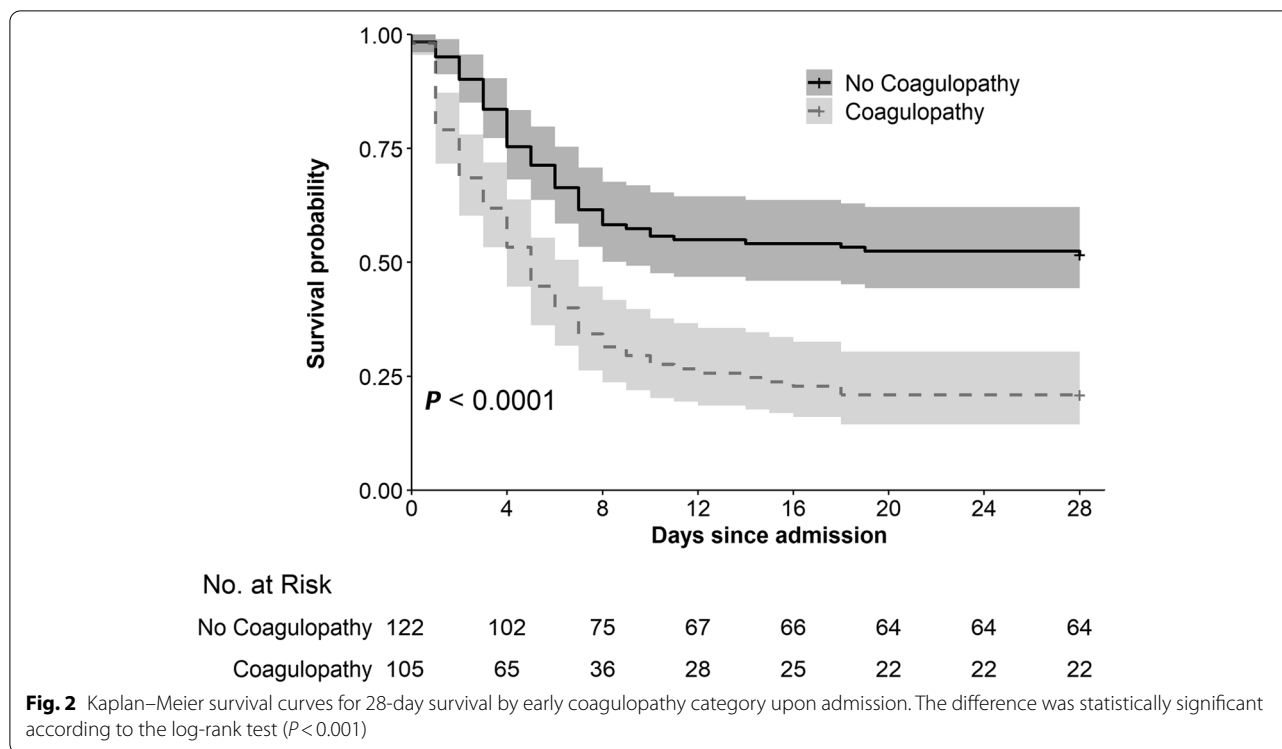 1.00
0.75
0.50
0.25
0.00
Survival probability
No Coagulopathy
Coagulopathy
P < 0.0001
0 4 8 12 16 20 24 28
Days since admission
No. at Risk
No Coagulopathy 122 102 75 67 66 64 64 64
Coagulopathy 105 65 36 28 25 22 22 22
Fig. 2 Kaplan–Meier survival curves for 28-day survival by early coagulopathy category upon admission. The difference was statistically significant
according to the log-rank test (P < 0.001)